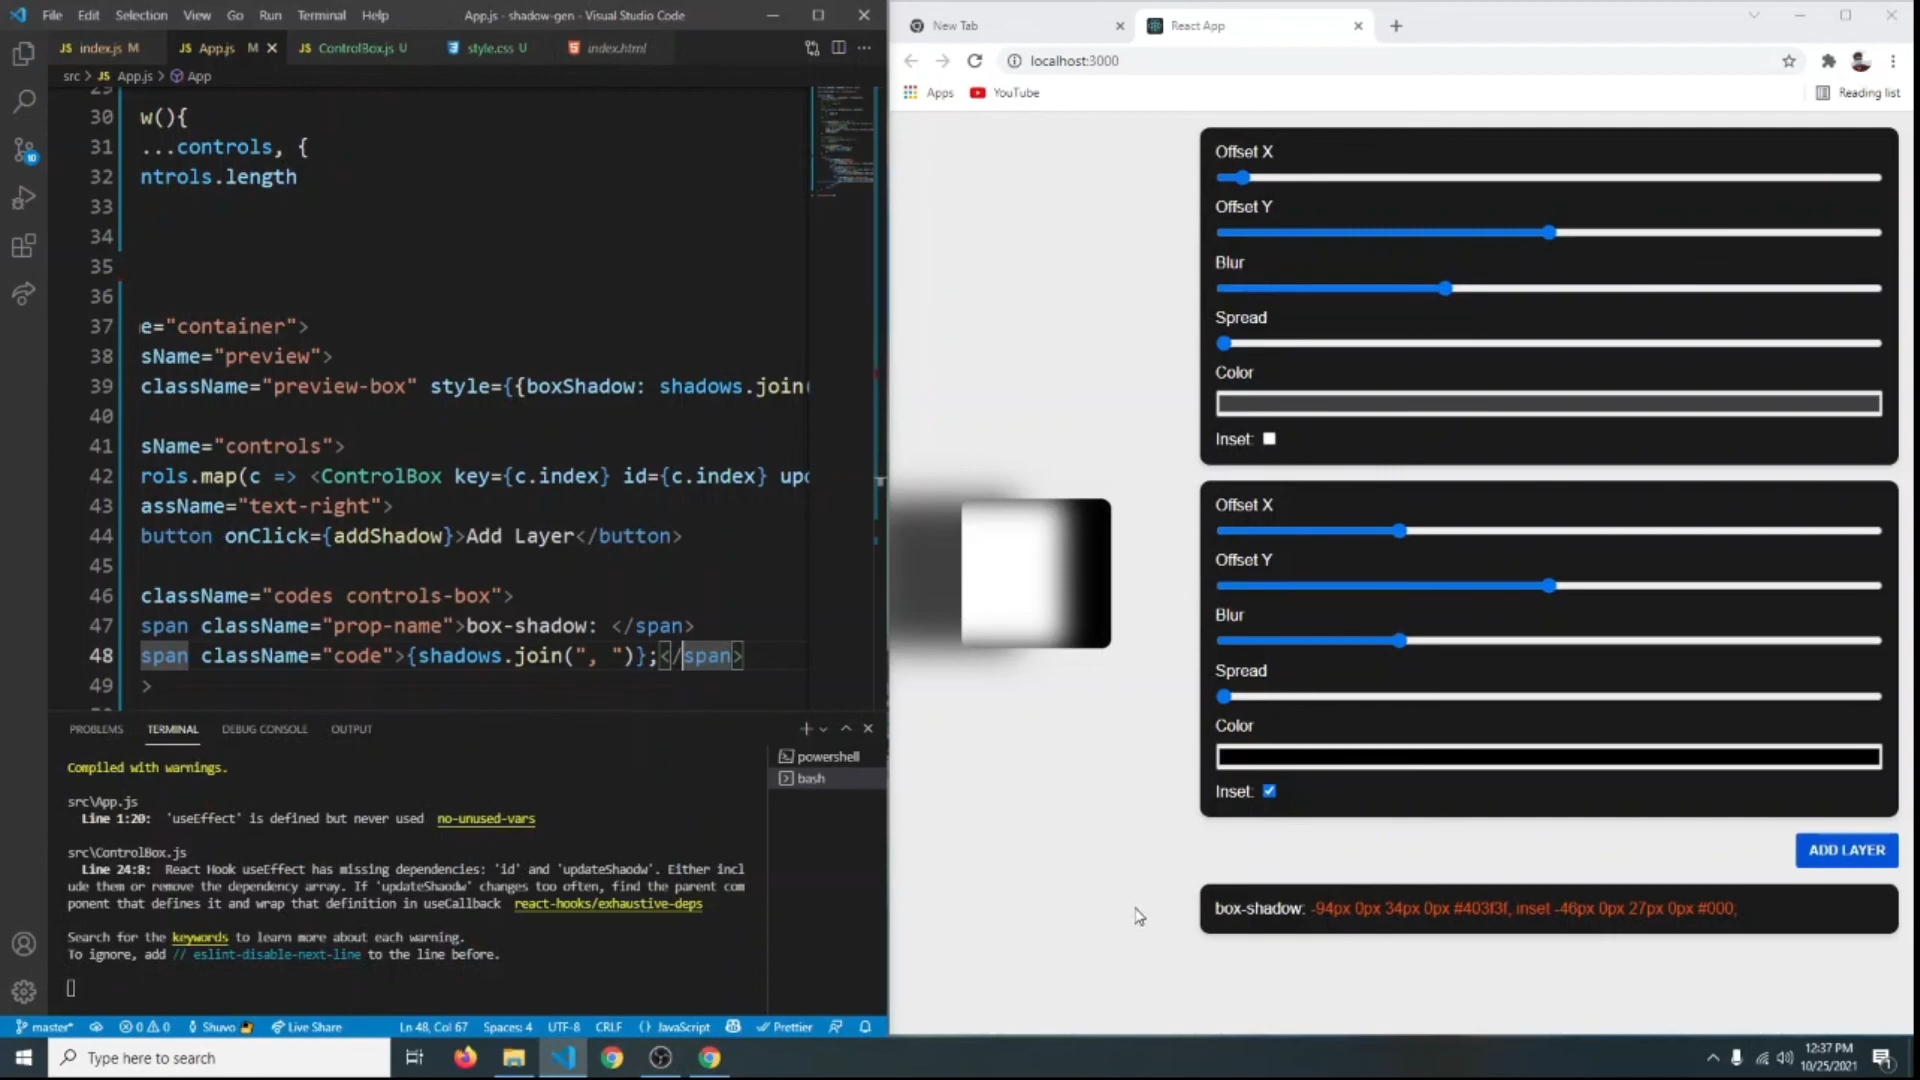 File Edit Selection View Go Run Terminal Help App.js - shadow-gen - Visual Studio Code
JS index.js M JS App.js M JS ControlBox.js U style.css U index.html
src > JS App.js > App
29
30 w(){
31 ...controls, {
32 ntrols.length
33
34
35
36
37 e="container">
38 sName="preview">
39 className="preview-box" style={{boxShadow: shadows.join(
40
41 sName="controls">
42 rols.map(c => <ControlBox key={c.index} id={c.index} upd
43 assName="text-right">
44 button onClick={addShadow}>Add Layer</button>
45
46 className="codes controls-box">
47 span className="prop-name">box-shadow: </span>
48 span className="code">{shadows.join(", ")};</span>
49 >
PROBLEMS TERMINAL DEBUG CONSOLE OUTPUT
powershell
bash
Compiled with warnings.
src\App.js
Line 1:20: 'useEffect' is defined but never used no-unused-vars
src\ControlBox.js
Line 24:8: React Hook useEffect has missing dependencies: 'id' and 'updateShaodw'. Either incl
ude them or remove the dependency array. If 'updateShaodw' changes too often, find the parent com
ponent that defines it and wrap that definition in useCallback react-hooks/exhaustive-deps
Search for the keywords to learn more about each warning.
To ignore, add // eslint-disable-next-line to the line before.
10
master* 0 0 Shuvo Live Share Ln 48, Col 67 Spaces: 4 UTF-8 CRLF {} JavaScript Prettier
New Tab React App
localhost:3000
Apps YouTube Reading list
Offset X
Offset Y
Blur
Spread
Color
Inset:
Offset X
Offset Y
Blur
Spread
Color
Inset:
ADD LAYER
box-shadow: -94px 0px 34px 0px #403f3f, inset -46px 0px 27px 0px #000;
Type here to search
12:37 PM
10/25/2021
1